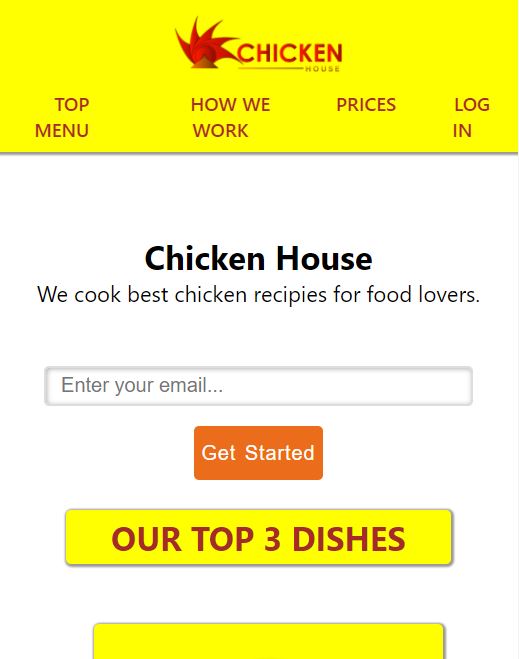 CHICKEN
HOUSE
TOP MENU
HOW WE WORK
PRICES
LOG IN
Chicken House
We cook best chicken recipies for food lovers.
Enter your email...
Get Started
OUR TOP 3 DISHES